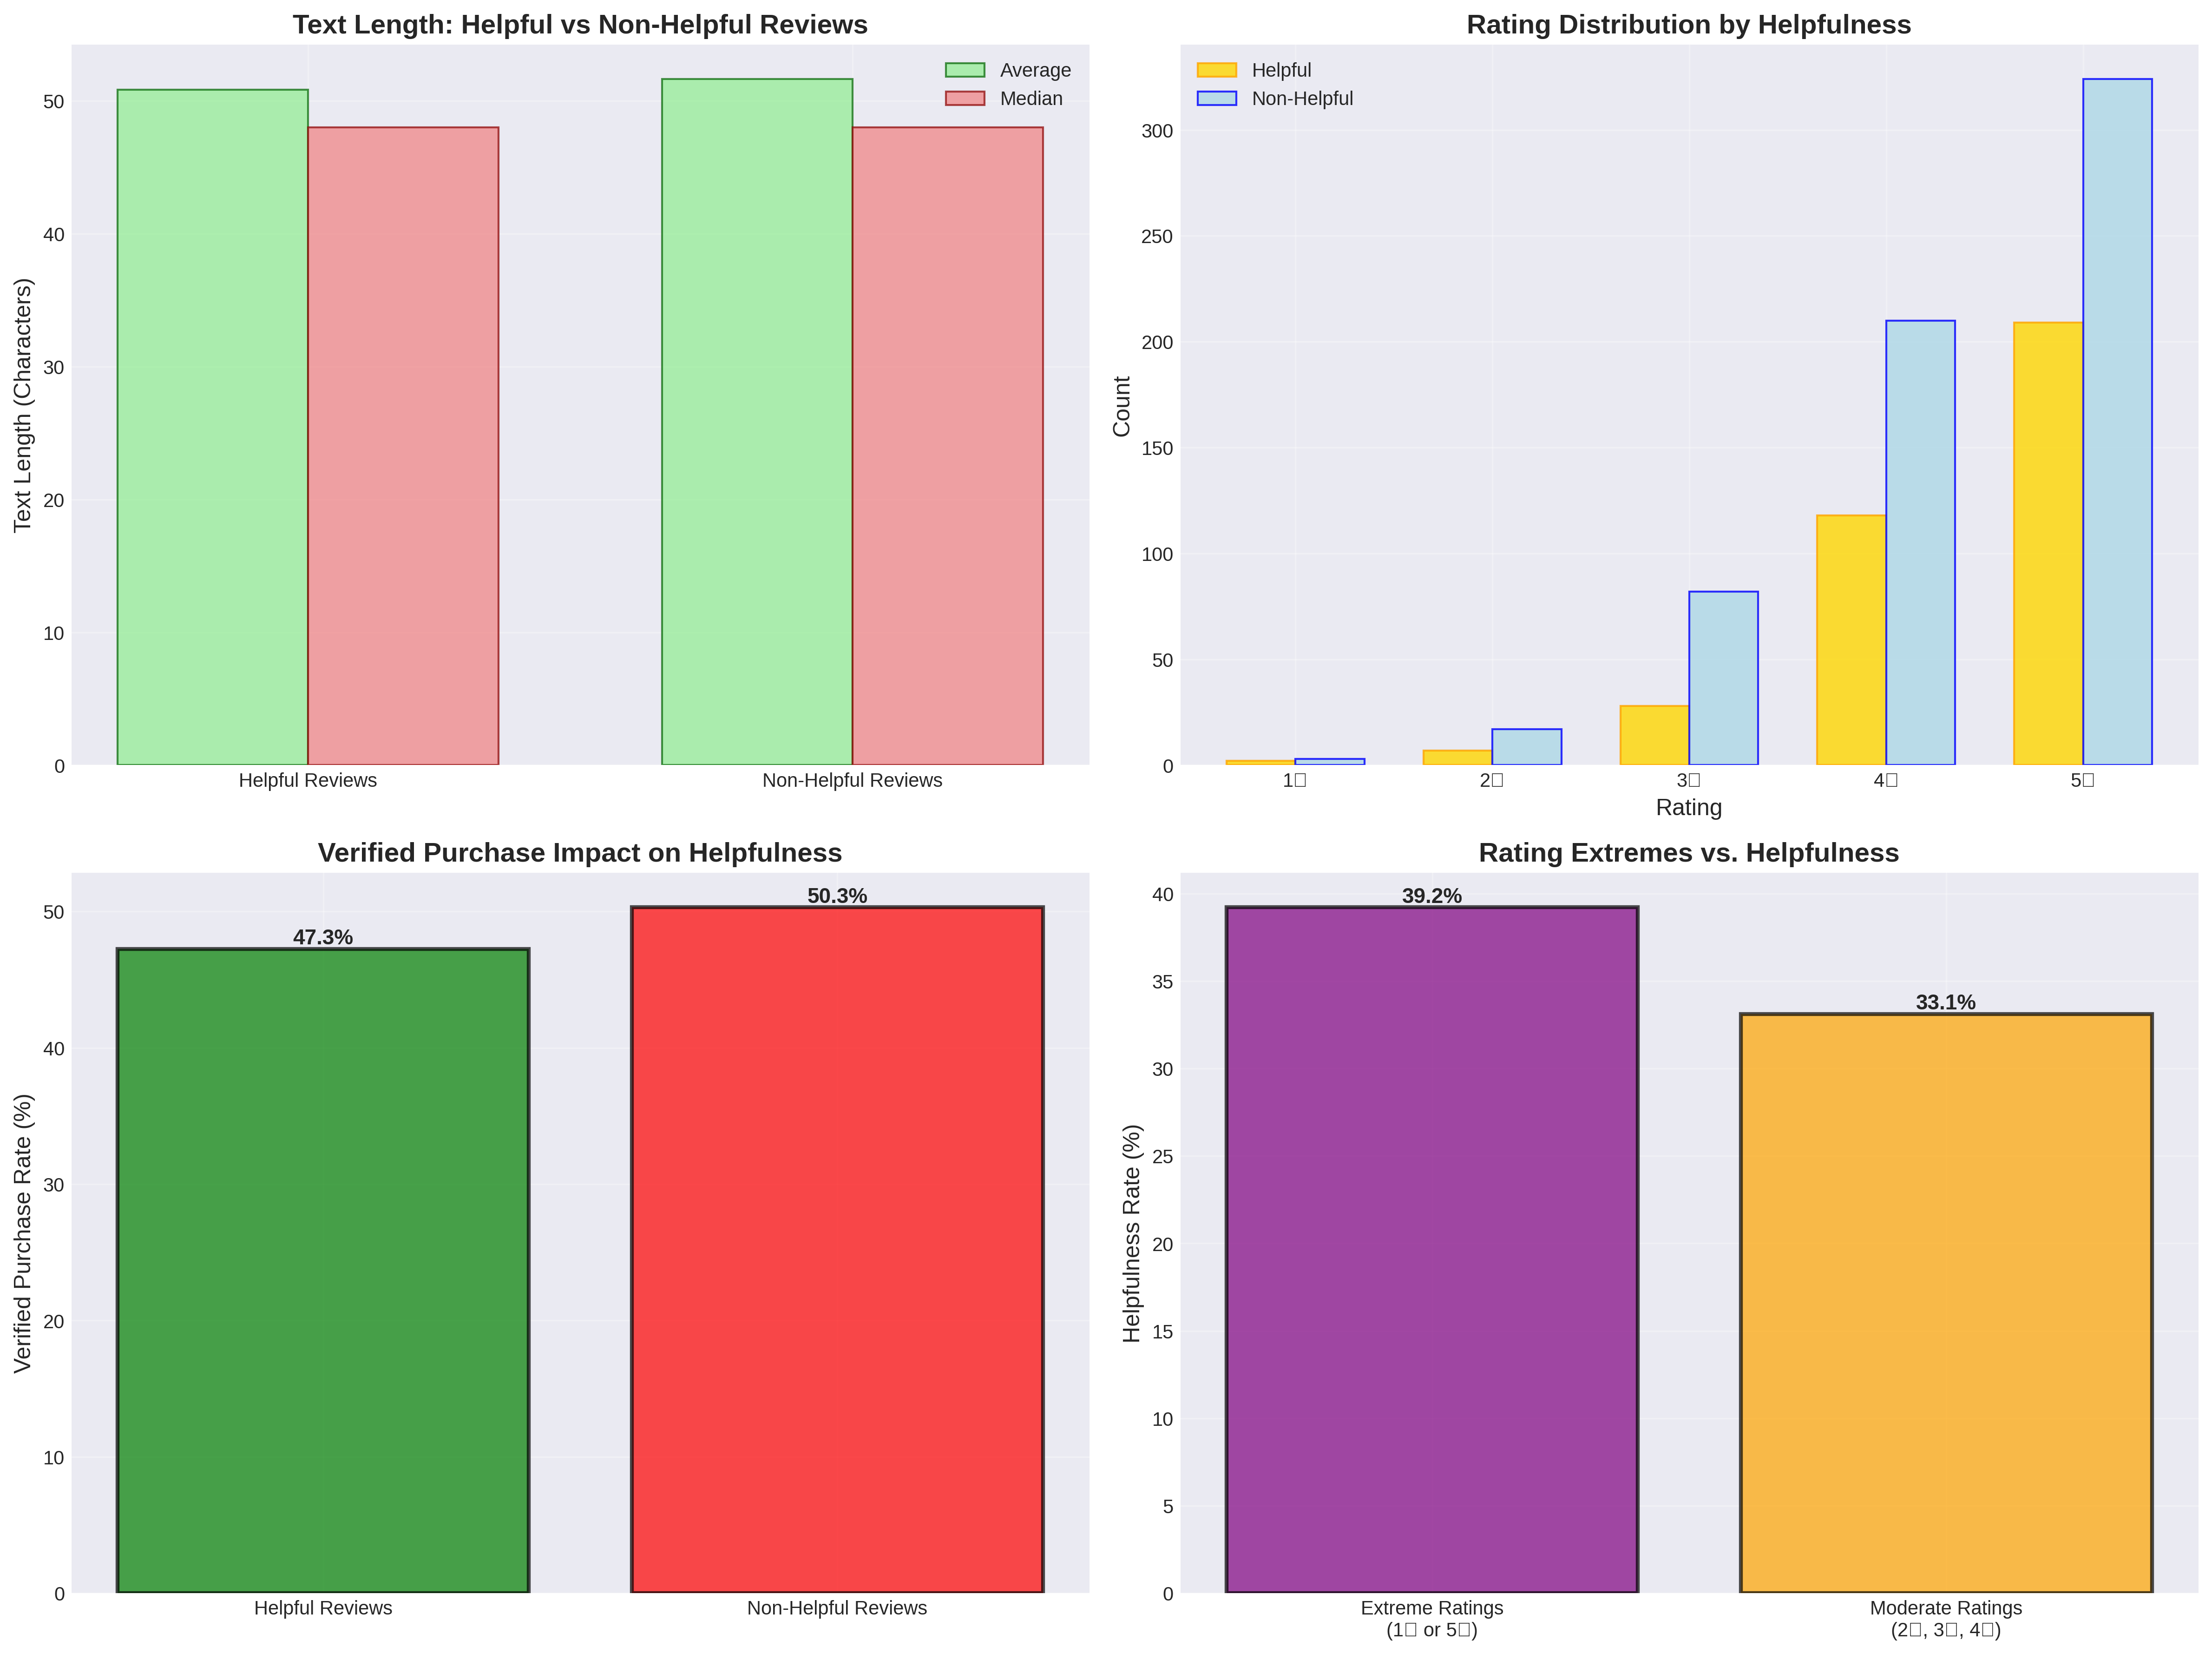 Text Length: Helpful vs Non-Helpful Reviews
Average
Median
Text Length (Characters)
50
40
30
20
10
0
Helpful Reviews
Non-Helpful Reviews
Rating Distribution by Helpfulness
Helpful
Non-Helpful
Count
300
250
200
150
100
50
0
1▯
2▯
3▯
4▯
5▯
Rating
Verified Purchase Impact on Helpfulness
Verified Purchase Rate (%)
50
40
30
20
10
0
47.3%
50.3%
Helpful Reviews
Non-Helpful Reviews
Rating Extremes vs. Helpfulness
Helpfulness Rate (%)
40
35
30
25
20
15
10
5
0
39.2%
33.1%
Extreme Ratings
(1▯ or 5▯)
Moderate Ratings
(2▯, 3▯, 4▯)